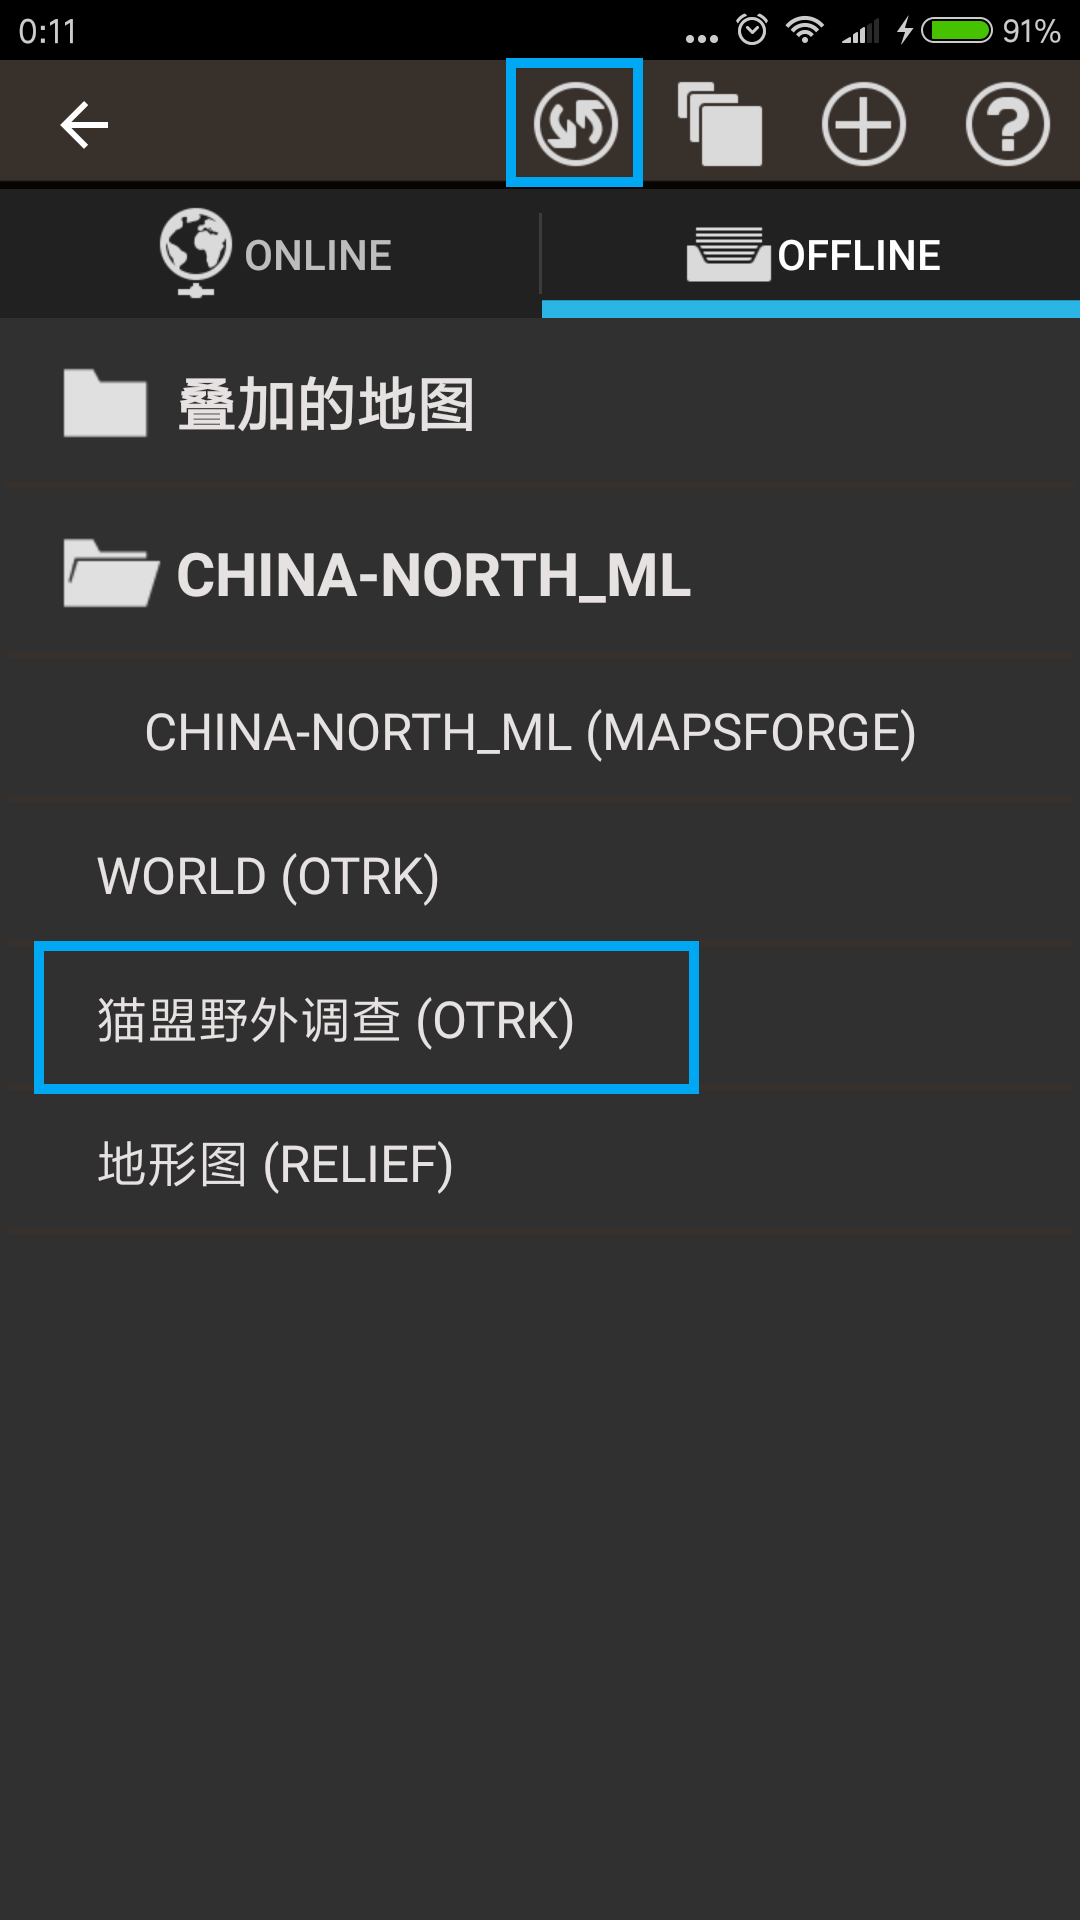 0:11
91%
ONLINE
OFFLINE
叠加的地图
CHINA-NORTH_ML
CHINA-NORTH_ML (MAPSFORGE)
WORLD (OTRK)
猫盟野外调查 (OTRK)
地形图 (RELIEF)